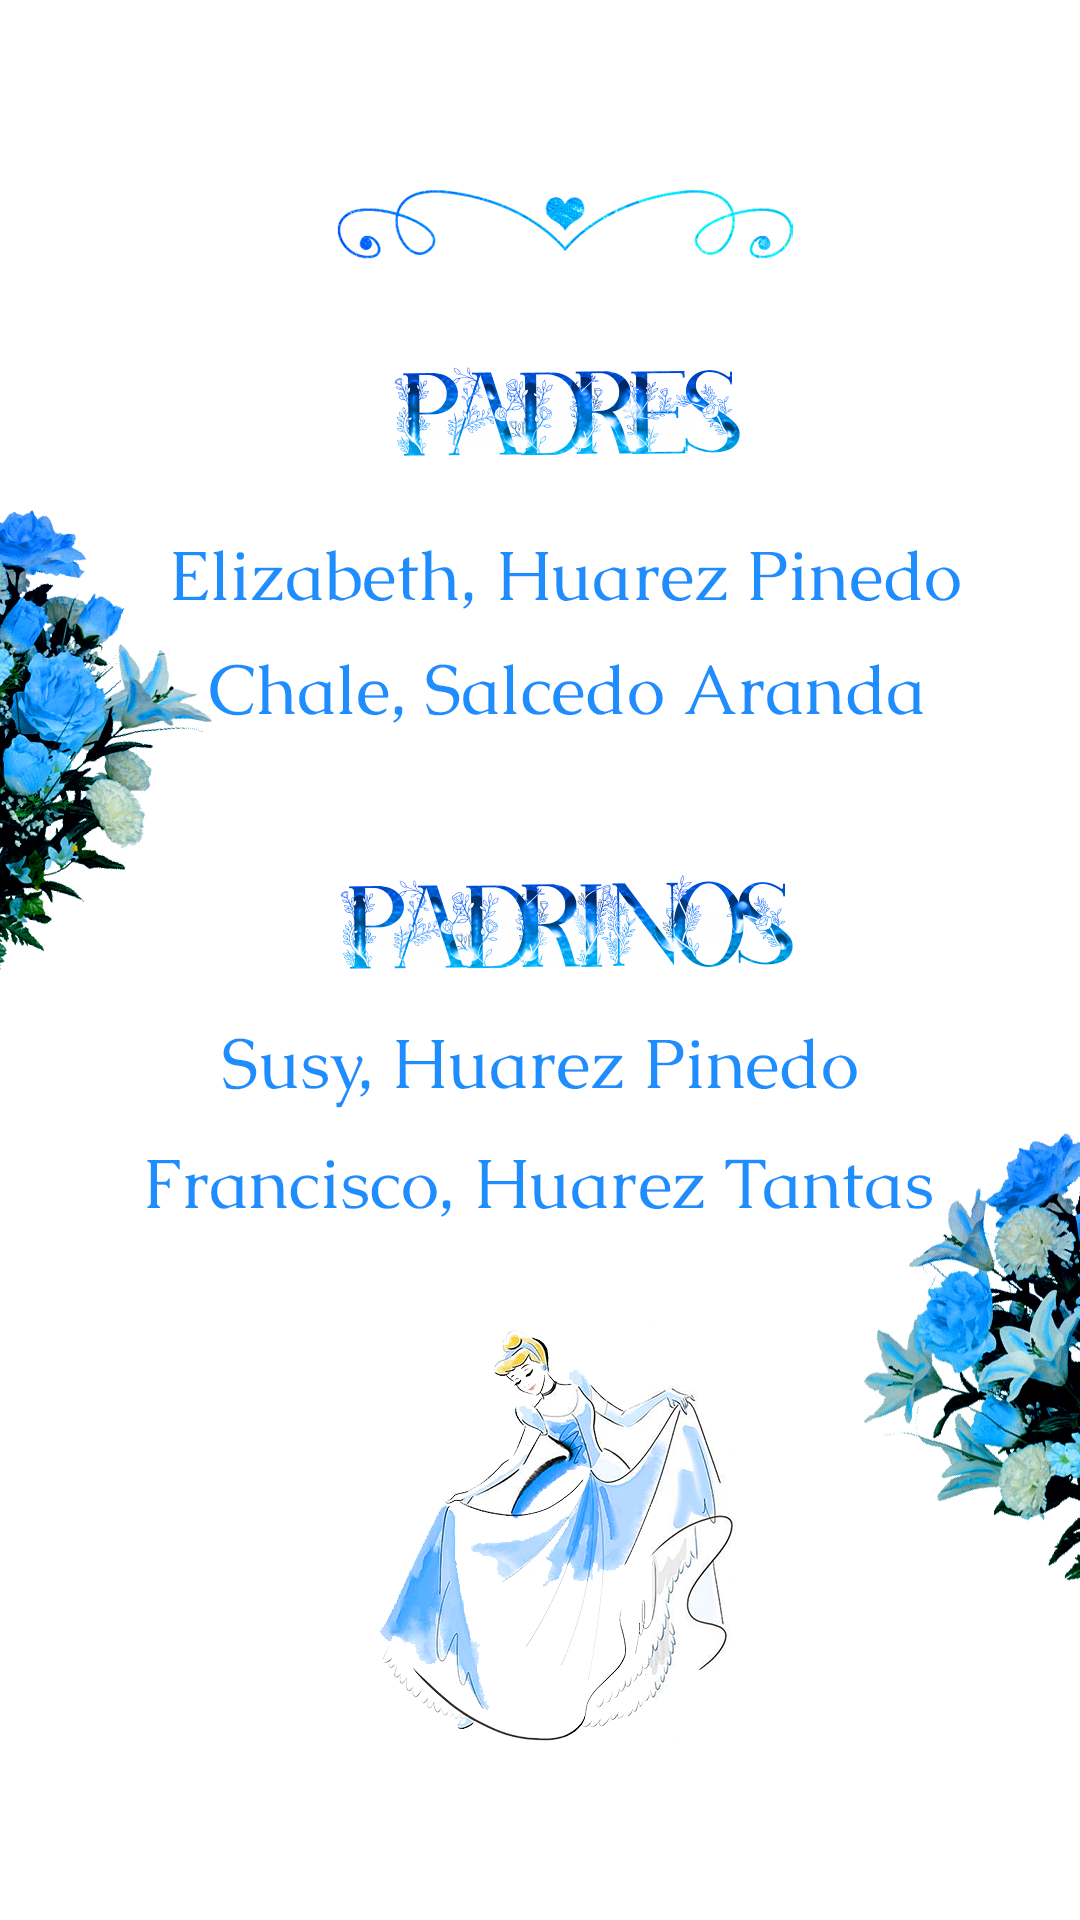 PADRES
Elizabeth, Huarez Pinedo
Chale, Salcedo Aranda
PADRINOS
Susy, Huarez Pinedo
Francisco, Huarez Tantas